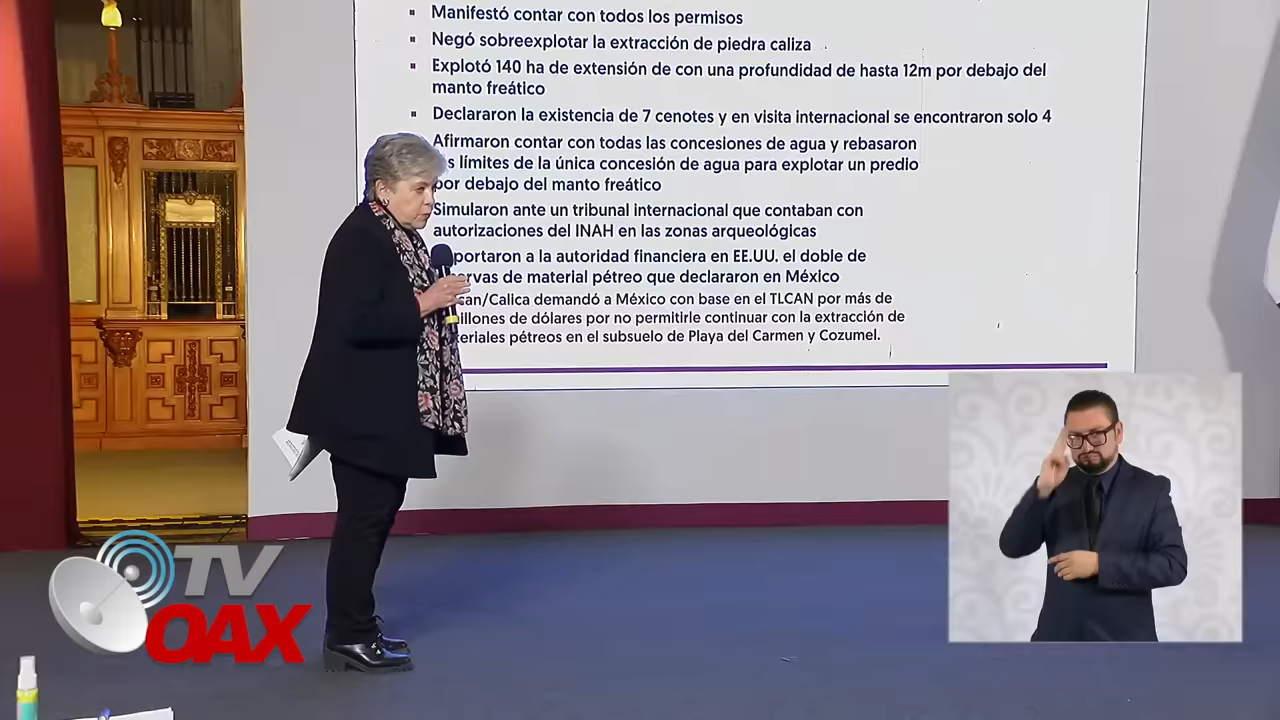 Manifestó contar con todos los permisos
Negó sobreexplotar la extracción de piedra caliza
Explotó 140 ha de extensión de con una profundidad de hasta 12m por debajo del
manto freático
Declararon la existencia de 7 cenotes y en visita internacional se encontraron solo 4
Afirmaron contar con todas las concesiones de agua y rebasaron
límites de la única concesión de agua para explotar un predio
por debajo del manto freático
Simularon ante un tribunal internacional que contaban con
autorizaciones del INAH en las zonas arqueológicas
a la autoridad financiera en EE.UU. el doble de
de material pétreo que declararon en México
demandó a México con base en el TLCAN por más de
de dólares por no permitirle continuar con la extracción de
pétreos en el subsuelo de Playa del Carmen y Cozumel.
TV
OAX